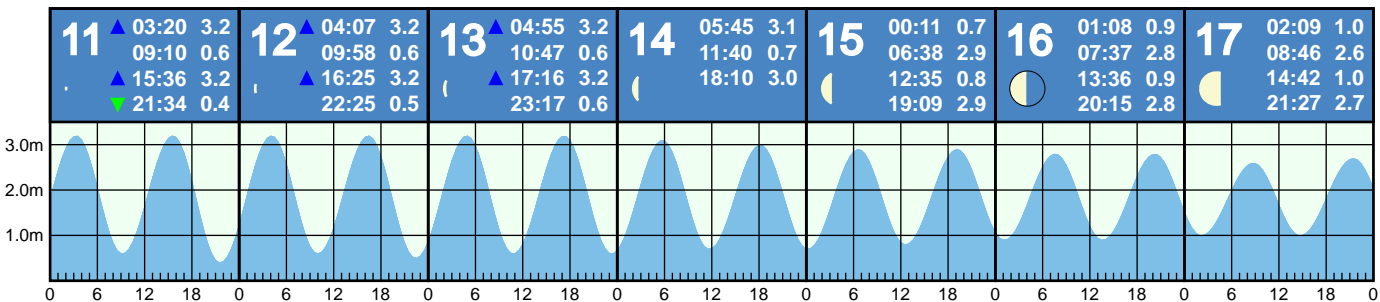 11
▲ 03:20 3.2
09:10 0.6
▲ 15:36 3.2
▼ 21:34 0.4
12
▲ 04:07 3.2
09:58 0.6
▲ 16:25 3.2
22:25 0.5
13
▲ 04:55 3.2
10:47 0.6
▲ 17:16 3.2
23:17 0.6
14
05:45 3.1
11:40 0.7
18:10 3.0
15
00:11 0.7
06:38 2.9
12:35 0.8
19:09 2.9
16
01:08 0.9
07:37 2.8
13:36 0.9
20:15 2.8
17
02:09 1.0
08:46 2.6
14:42 1.0
21:27 2.7
3.0m
2.0m
1.0m
0 6 12 18 0 6 12 18 0 6 12 18 0 6 12 18 0 6 12 18 0 6 12 18 0 6 12 18 0